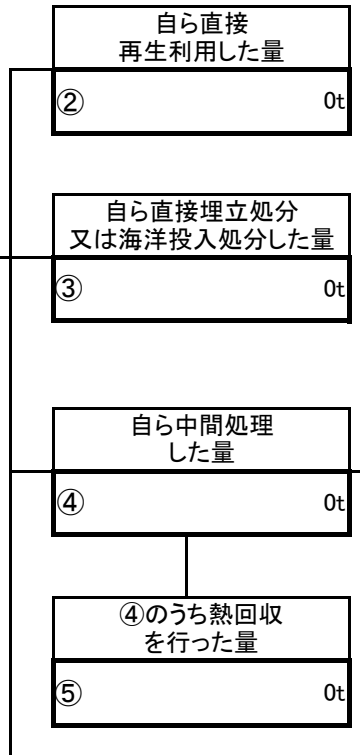 自ら直接
再生利用した量
② 0t
自ら直接埋立処分
又は海洋投入処分した量
③ 0t
自ら中間処理
した量
④ 0t
④のうち熱回収
を行った量
⑤ 0t